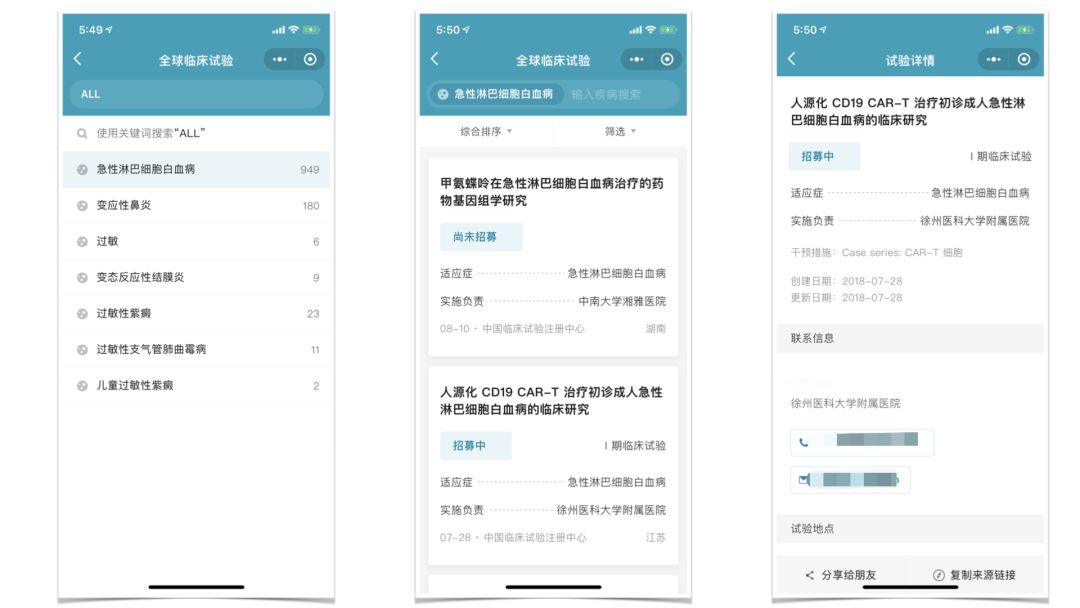 5:49
全球临床试验
ALL
使用关键词搜索“ALL”
急性淋巴细胞白血病 949
变应性鼻炎 180
过敏 6
变态反应性结膜炎 9
过敏性紫癜 23
过敏性支气管肺曲霉病 11
儿童过敏性紫癜 2
5:50
全球临床试验
急性淋巴细胞白血病 输入疾病搜索
综合排序 筛选
甲氨蝶呤在急性淋巴细胞白血病治疗的药
物基因组学研究
尚未招募
适应症 急性淋巴细胞白血病
实施负责 中南大学湘雅医院
08-10 · 中国临床试验注册中心 湖南
人源化 CD19 CAR-T 治疗初诊成人急性
淋巴细胞白血病的临床研究
招募中 I 期临床试验
适应症 急性淋巴细胞白血病
实施负责 徐州医科大学附属医院
07-28 · 中国临床试验注册中心 江苏
5:50
试验详情
人源化 CD19 CAR-T 治疗初诊成人急性淋
巴细胞白血病的临床研究
招募中 I 期临床试验
适应症 急性淋巴细胞白血病
实施负责 徐州医科大学附属医院
干预措施: Case series: CAR-T 细胞
创建日期: 2018-07-28
更新日期: 2018-07-28
联系信息
徐州医科大学附属医院
试验地点
分享给朋友 复制来源链接